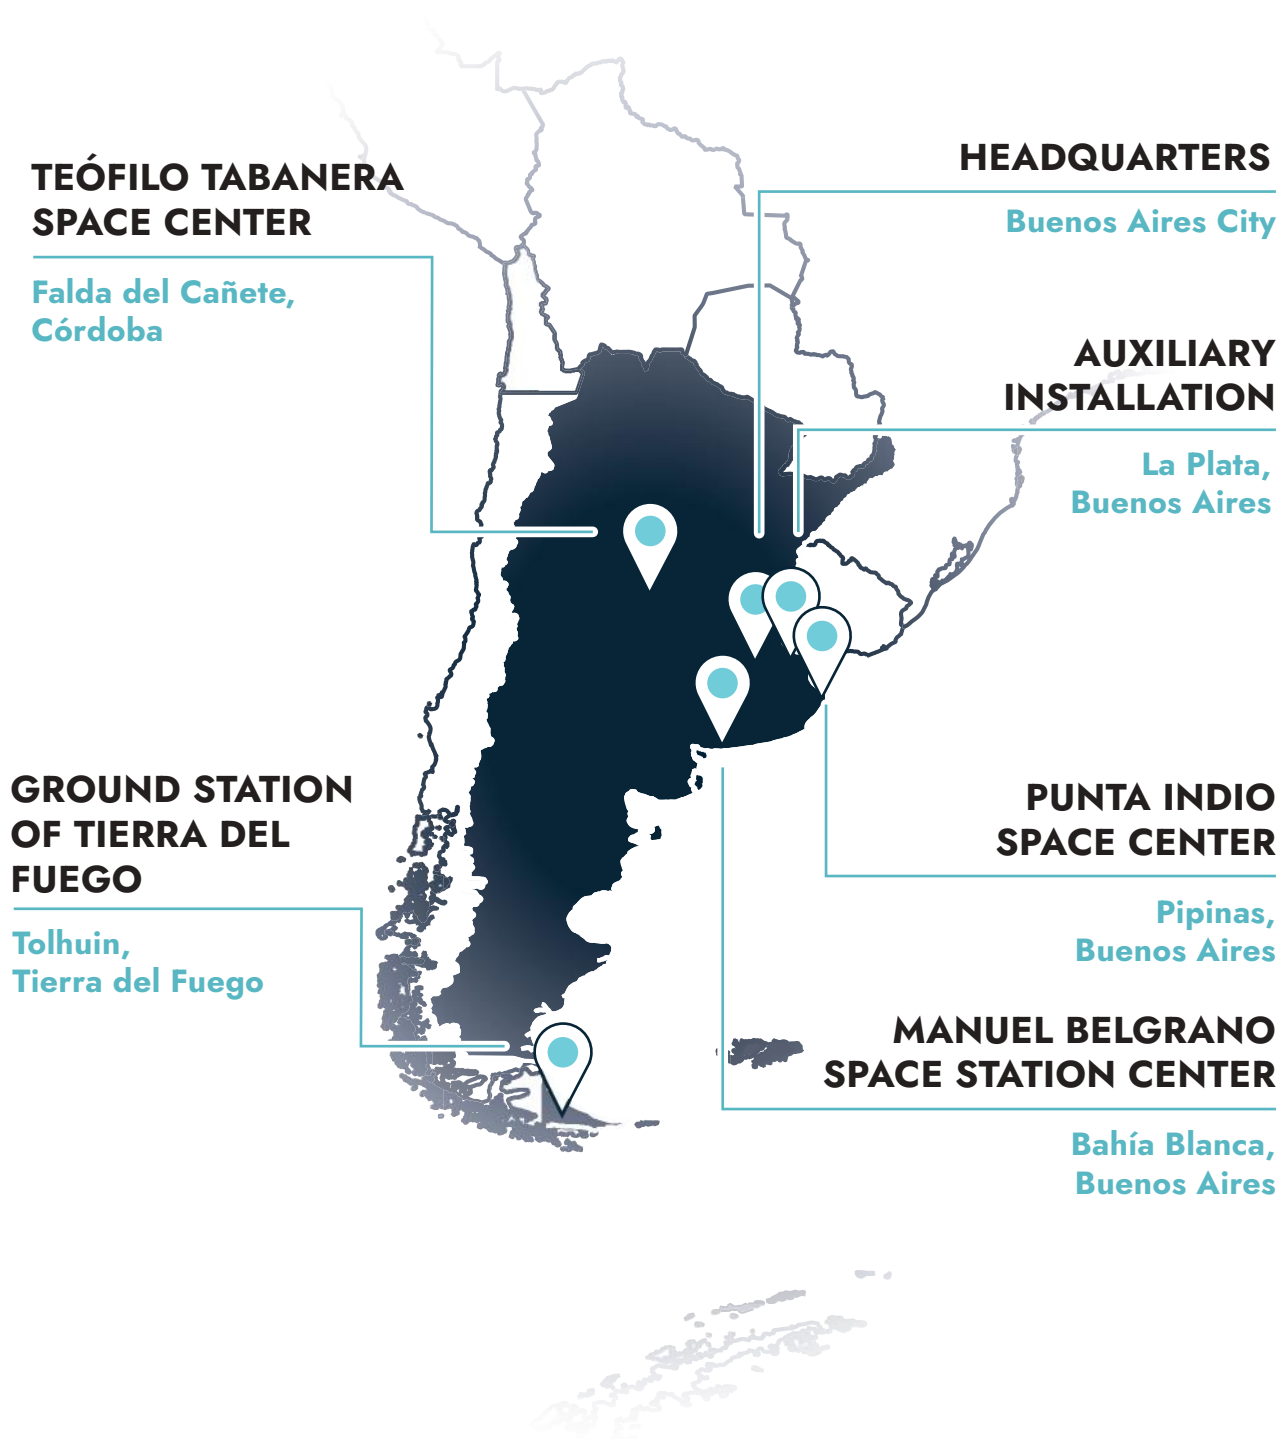 TEÓFILO TABANERA
SPACE CENTER
Falda del Cañete,
Córdoba
HEADQUARTERS
Buenos Aires City
AUXILIARY
INSTALLATION
La Plata,
Buenos Aires
GROUND STATION
OF TIERRA DEL
FUEGO
Tolhuin,
Tierra del Fuego
PUNTA INDIO
SPACE CENTER
Pipinas,
Buenos Aires
MANUEL BELGRANO
SPACE STATION CENTER
Bahía Blanca,
Buenos Aires